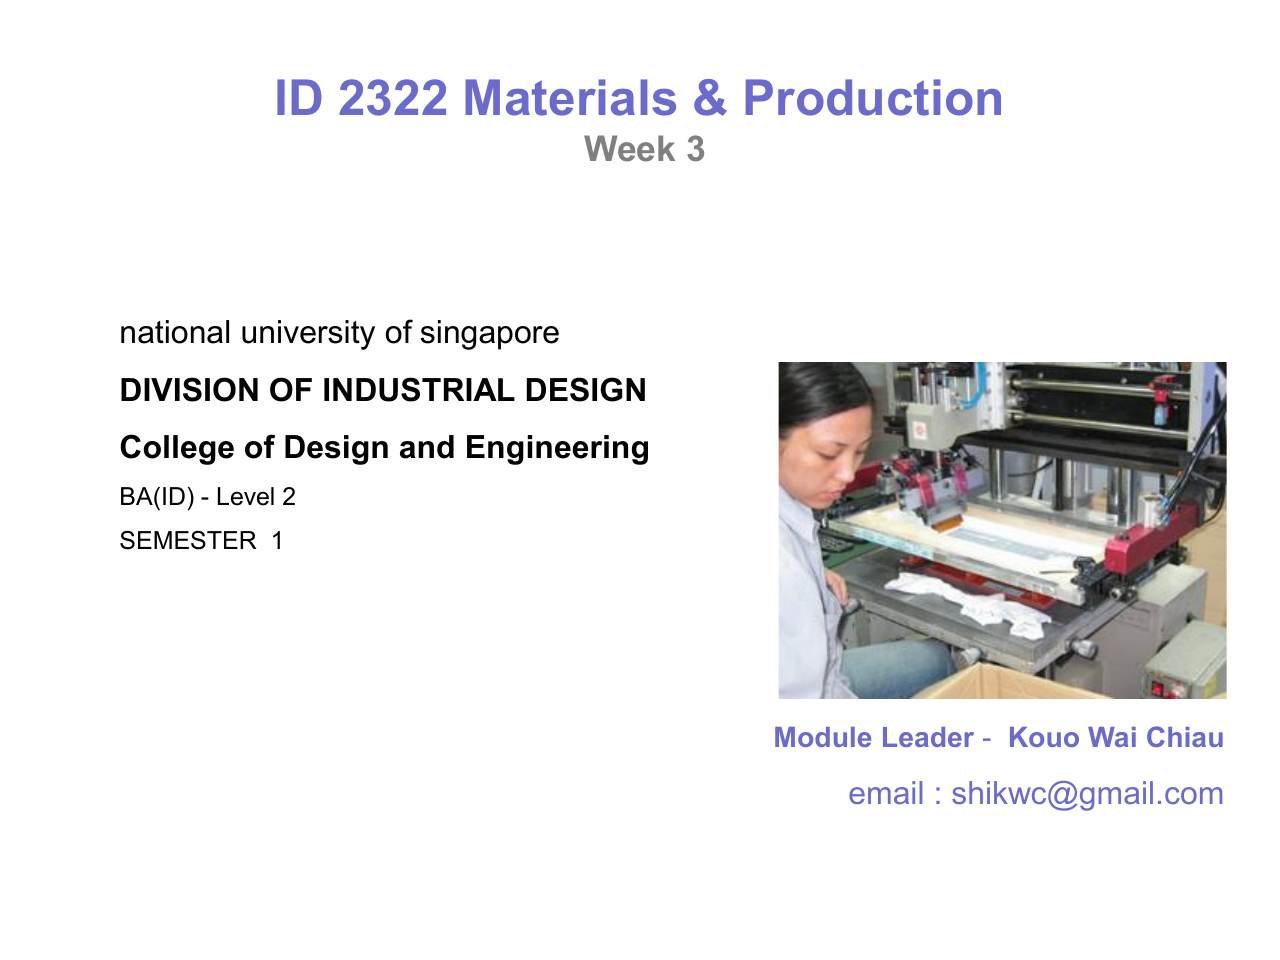 ID 2322 Materials & Production
Week 3
national university of singapore
DIVISION OF INDUSTRIAL DESIGN
College of Design and Engineering
BA(ID) - Level 2
SEMESTER  1
Module Leader -  Kouo Wai Chiau
email : shikwc@gmail.com